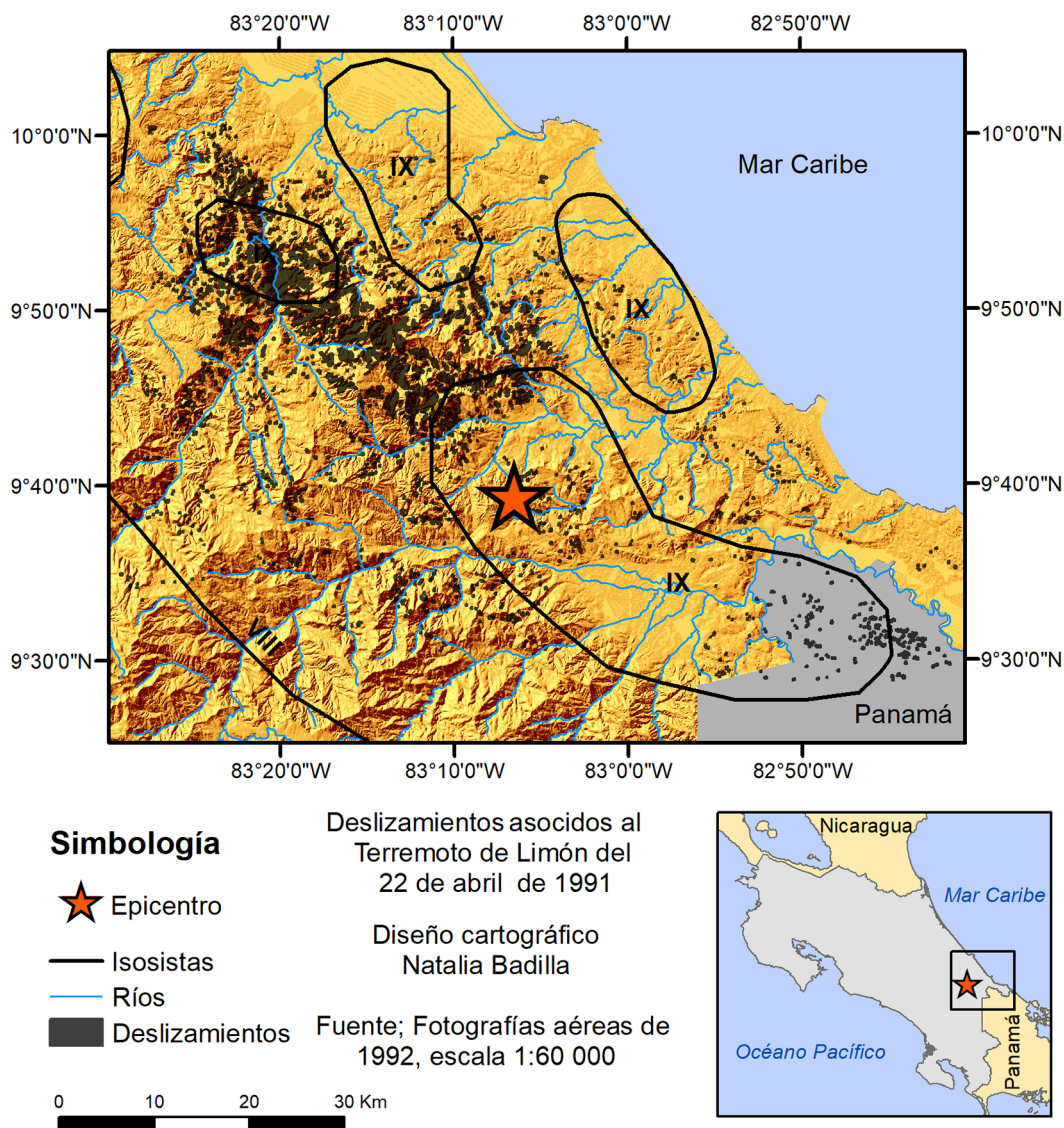 83°20'0"W
83°10'0"W
83°0'0"W
82°50'0"W
10°0'0"N
10°0'0"N
Mar Caribe
IX
IX
IX
9°50'0"N
9°50'0"N
9°40'0"N
9°40'0"N
IX
VIII
9°30'0"N
9°30'0"N
Panamá
83°20'0"W
83°10'0"W
83°0'0"W
82°50'0"W
Simbología
Epicentro
Isosistas
Ríos
Deslizamientos
0 10 20 30 Km
Deslizamientos asocidos al
Terremoto de Limón del
22 de abril de 1991
Diseño cartográfico
Natalia Badilla
Fuente; Fotografías aéreas de
1992, escala 1:60 000
Nicaragua
Mar Caribe
Océano Pacífico
Panamá